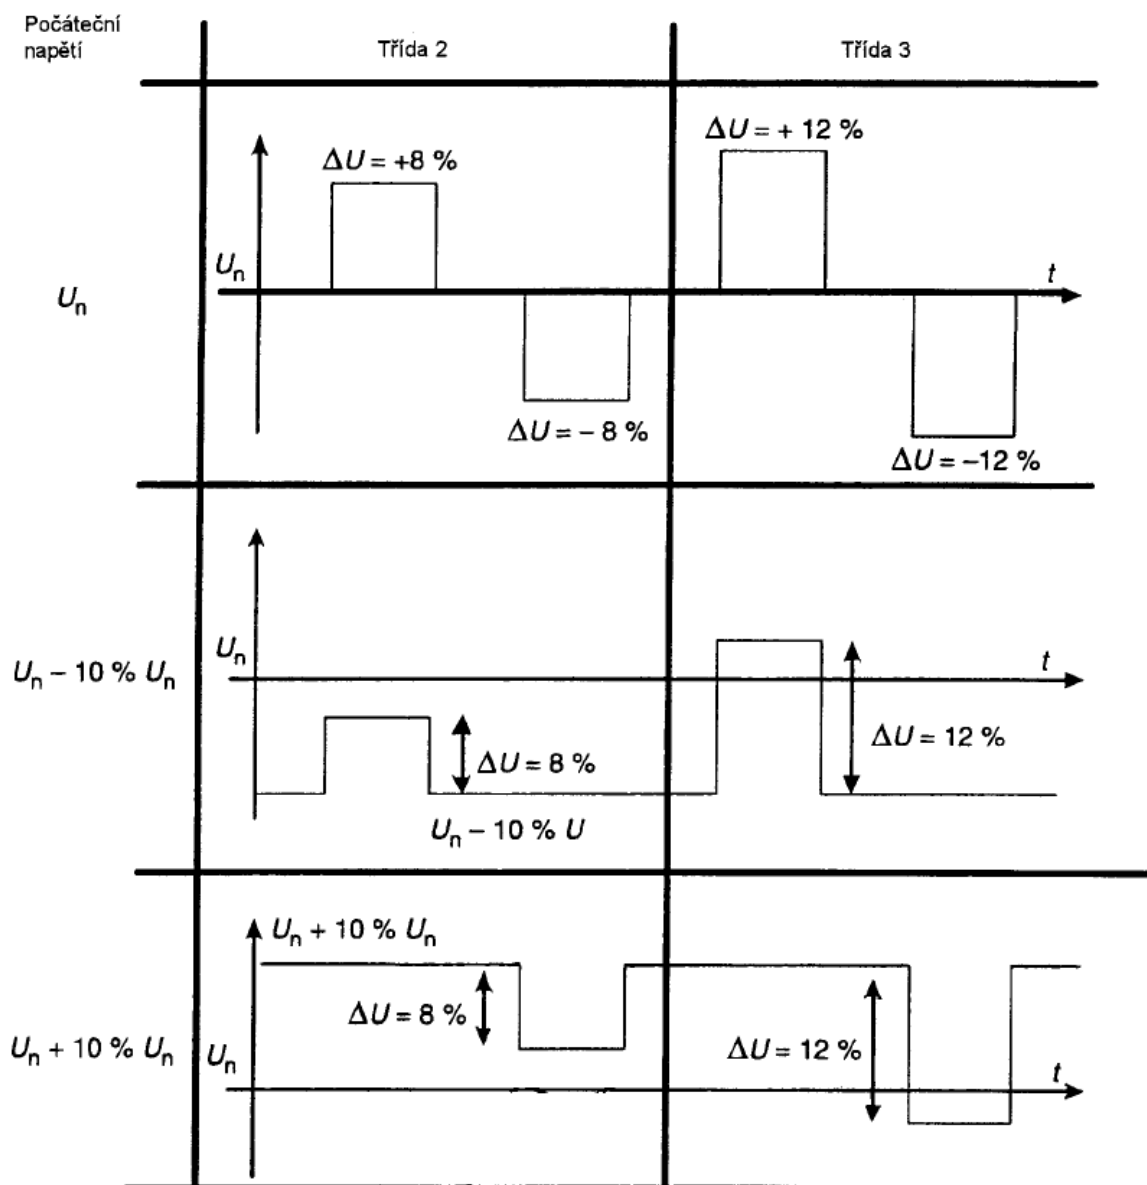 Počáteční
napětí
Třída 2
Třída 3
ΔU = +8 %
ΔU = + 12 %
Un
t
Un
ΔU = – 8 %
ΔU = –12 %
Un
t
Un – 10 % Un
ΔU = 8 %
ΔU = 12 %
Un – 10 % U
Un + 10 % Un
ΔU = 8 %
ΔU = 12 %
Un + 10 % Un
Un
t